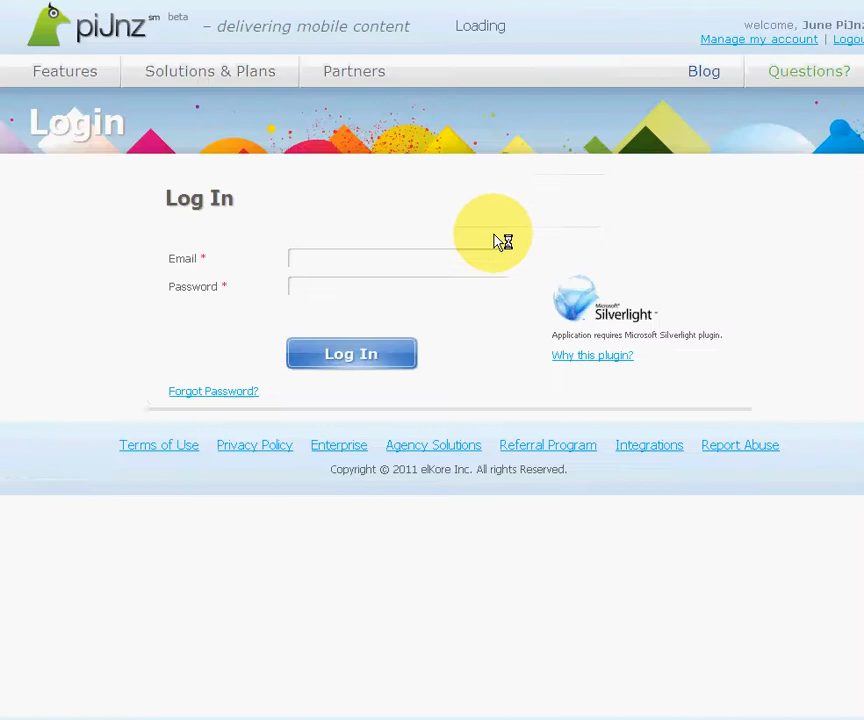 piJnz sm beta – delivering mobile content Loading
welcome, June PiJnz
Manage my account | Logou
Features Solutions & Plans Partners Blog Questions?
Login
Log In
Email *
Password *
Microsoft®
Silverlight™
Application requires Microsoft Silverlight plugin.
Log In
Why this plugin?
Forgot Password?
Terms of Use Privacy Policy Enterprise Agency Solutions Referral Program Integrations Report Abuse
Copyright © 2011 elKore Inc. All rights Reserved.